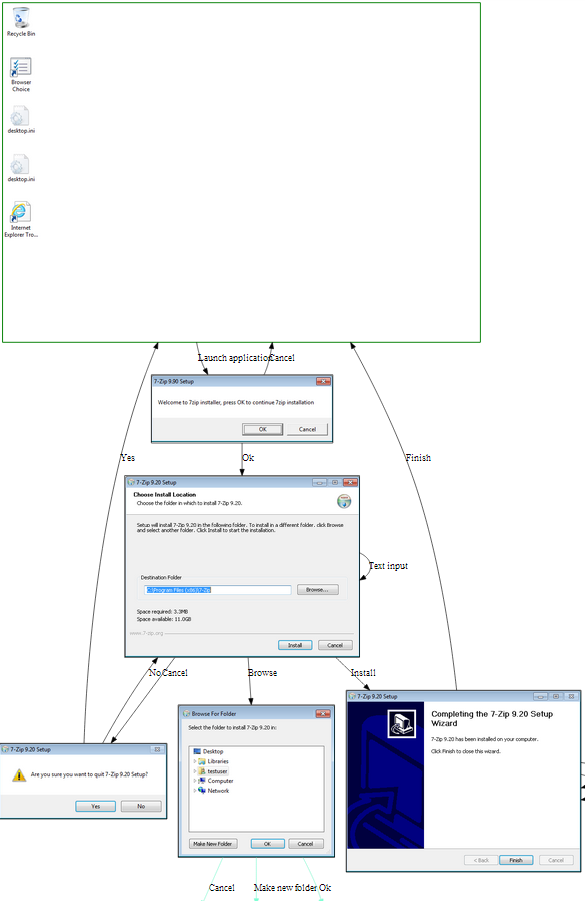 Recycle Bin
Browser
Choice
desktop.ini
desktop.ini
Internet
Explorer Tro...
Launch application
Cancel
7-Zip 9.90 Setup
Welcome to 7zip installer, press OK to continue 7zip installation
OK
Cancel
Yes
Ok
Finish
7-Zip 9.20 Setup
Choose Install Location
Choose the folder in which to install 7-Zip 9.20.
Setup will install 7-Zip 9.20 in the following folder. To install in a different folder, click Browse
and select another folder. Click Install to start the installation.
Text input
Destination Folder
C:\Program Files (x86)\7-Zip
Browse...
Space required: 3.3MB
Space available: 11.0GB
www.7-zip.org
Install
Cancel
No
Cancel
Browse
Install
7-Zip 9.20 Setup
Are you sure you want to quit 7-Zip 9.20 Setup?
Yes
No
Browse For Folder
Select the folder to install 7-Zip 9.20 in:
Desktop
Libraries
testuser
Computer
Network
Make New Folder
OK
Cancel
7-Zip 9.20 Setup
Completing the 7-Zip 9.20 Setup
Wizard
7-Zip 9.20 has been installed on your computer.
Click Finish to close this wizard.
< Back
Finish
Cancel
Cancel
Make new folder
Ok